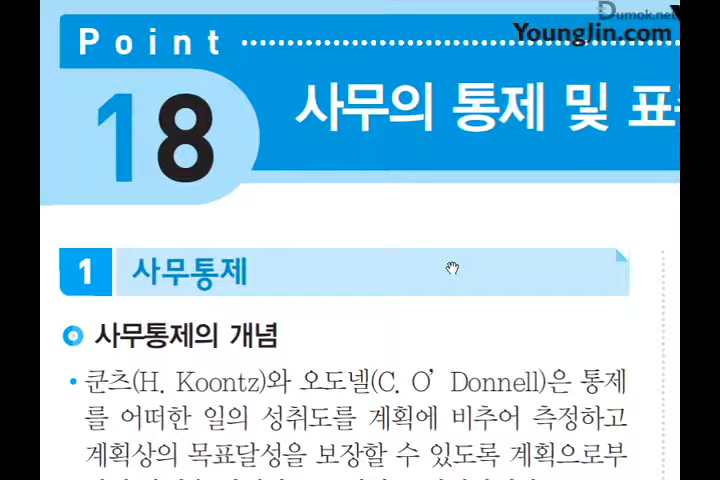 Dumok.net
YoungJin.com
Point
18
사무의 통제 및
1 사무통제
사무통제의 개념
• 쿤츠(H. Koontz)와 오도넬(C. O’ Donnell)은 통제
를 어떠한 일의 성취도를 계획에 비추어 측정하고
계획상의 목표달성을 보장할 수 있도록 계획으로부